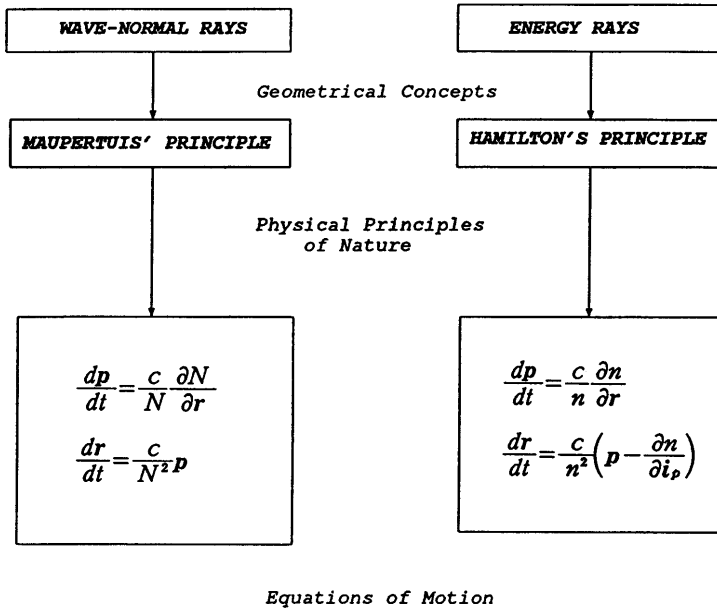 WAVE-NORMAL RAYS
ENERGY RAYS
Geometrical Concepts
MAUPERTUIS' PRINCIPLE
HAMILTON'S PRINCIPLE
Physical Principles
of Nature
dp/dt = c/N ∂N/∂r
dr/dt = c/N² p
dp/dt = c/n ∂n/∂r
dr/dt = c/n² (p − ∂n/∂i_p)
Equations of Motion